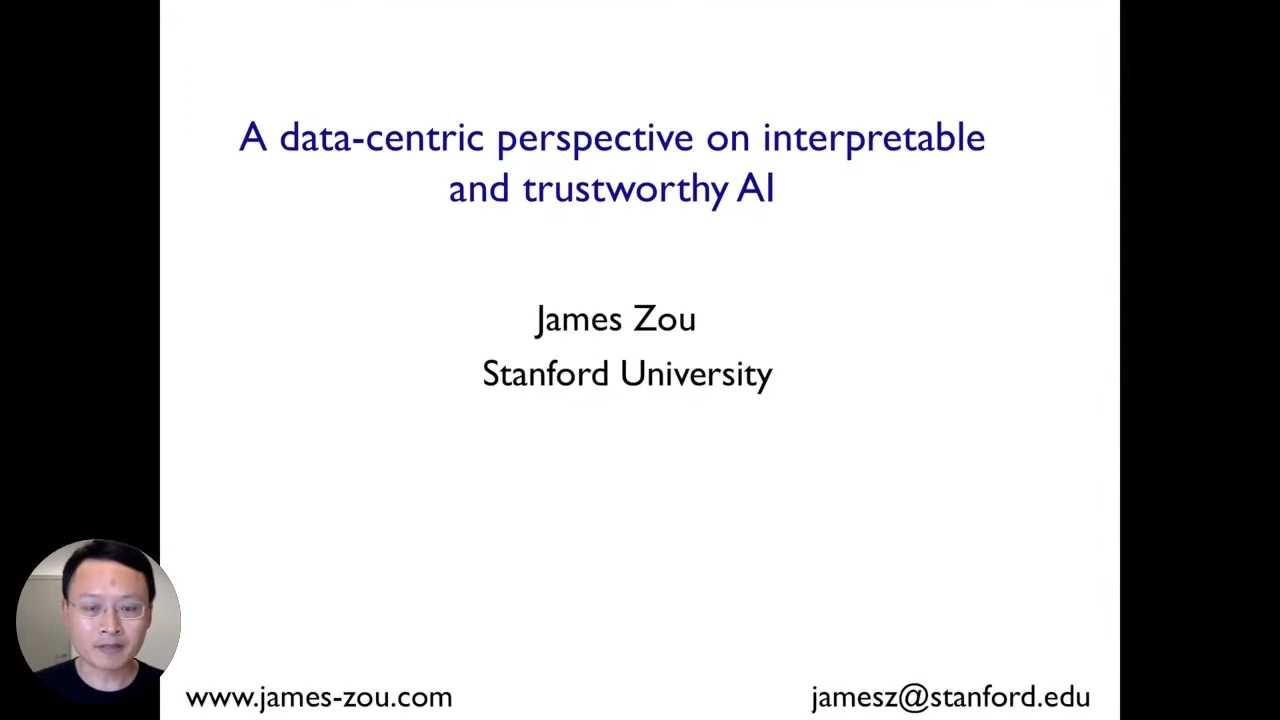 A data-centric perspective on interpretable
and trustworthy AI
James Zou
Stanford University
www.james-zou.com
jamesz@stanford.edu